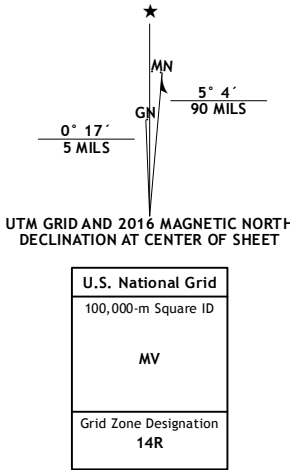 ★
MN
GN
5° 4´
90 MILS
0° 17´
5 MILS
UTM GRID AND 2016 MAGNETIC NORTH
DECLINATION AT CENTER OF SHEET
U.S. National Grid
100,000-m Square ID
MV
Grid Zone Designation
14R